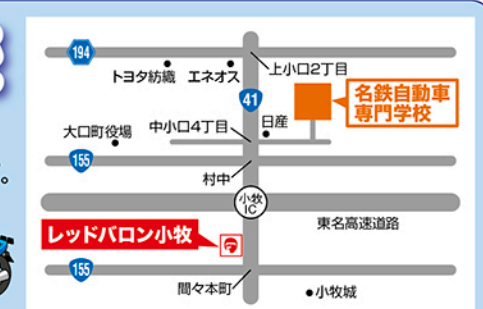 194
上小口2丁目
トヨタ紡織
エネオス
41
名鉄自動車
専門学校
日産
中小口4丁目
大口町役場
155
村中
。
小牧
IC
東名高速道路
レッドバロン小牧
155
間々本町
小牧城